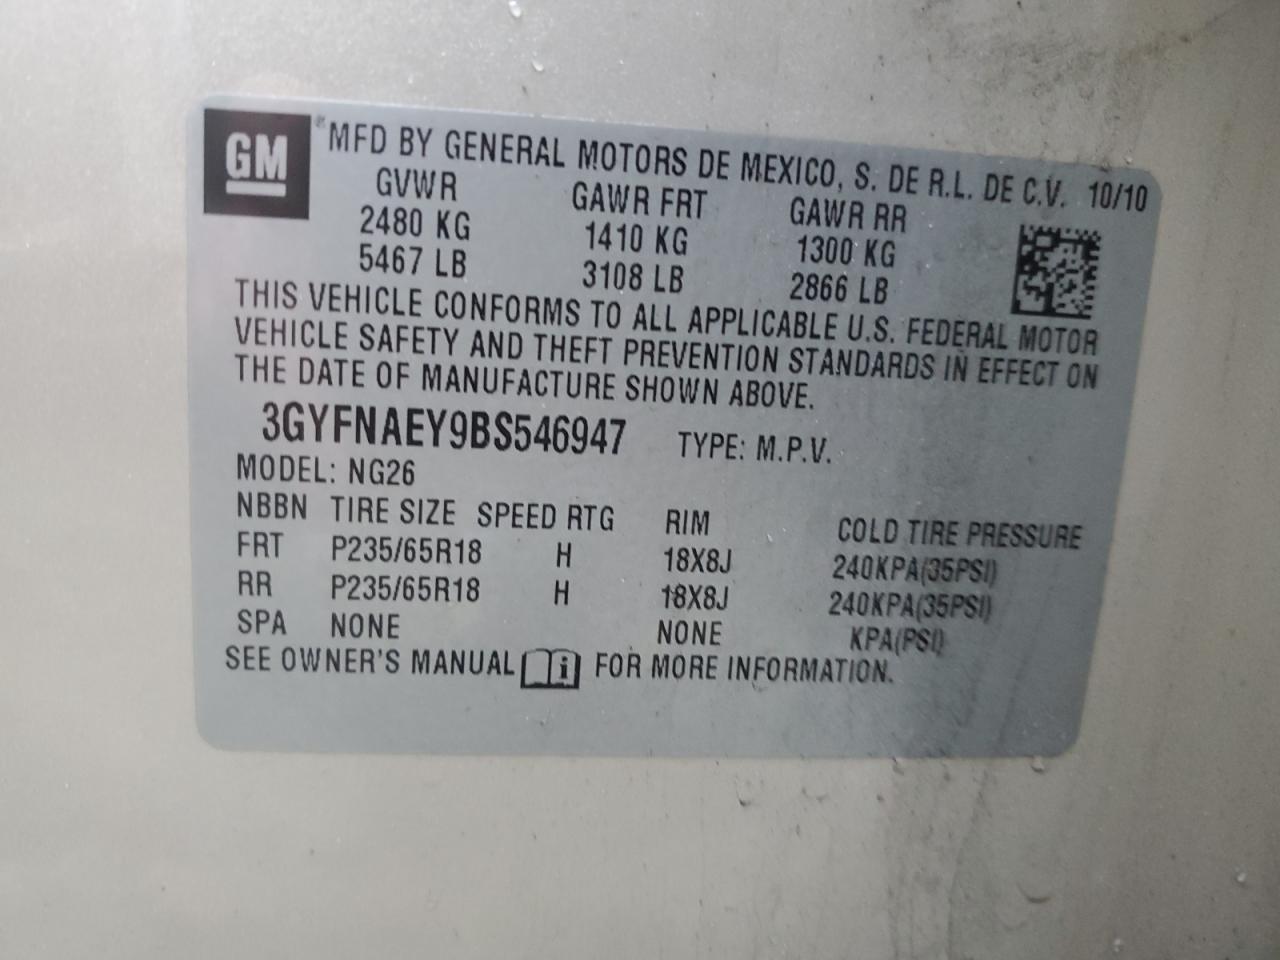 GM
®MFD BY GENERAL MOTORS DE MEXICO, S. DE R.L. DE C.V. 10/10
GVWR GAWR FRT GAWR RR
2480 KG 1410 KG 1300 KG
5467 LB 3108 LB 2866 LB
THIS VEHICLE CONFORMS TO ALL APPLICABLE U.S. FEDERAL MOTOR
VEHICLE SAFETY AND THEFT PREVENTION STANDARDS IN EFFECT ON
THE DATE OF MANUFACTURE SHOWN ABOVE.
3GYFNAEY9BS546947 TYPE: M.P.V.
MODEL: NG26
NBBN TIRE SIZE SPEED RTG RIM COLD TIRE PRESSURE
FRT P235/65R18 H 18X8J 240KPA(35PSI)
RR P235/65R18 H 18X8J 240KPA(35PSI)
SPA NONE NONE KPA(PSI)
SEE OWNER'S MANUAL i FOR MORE INFORMATION.